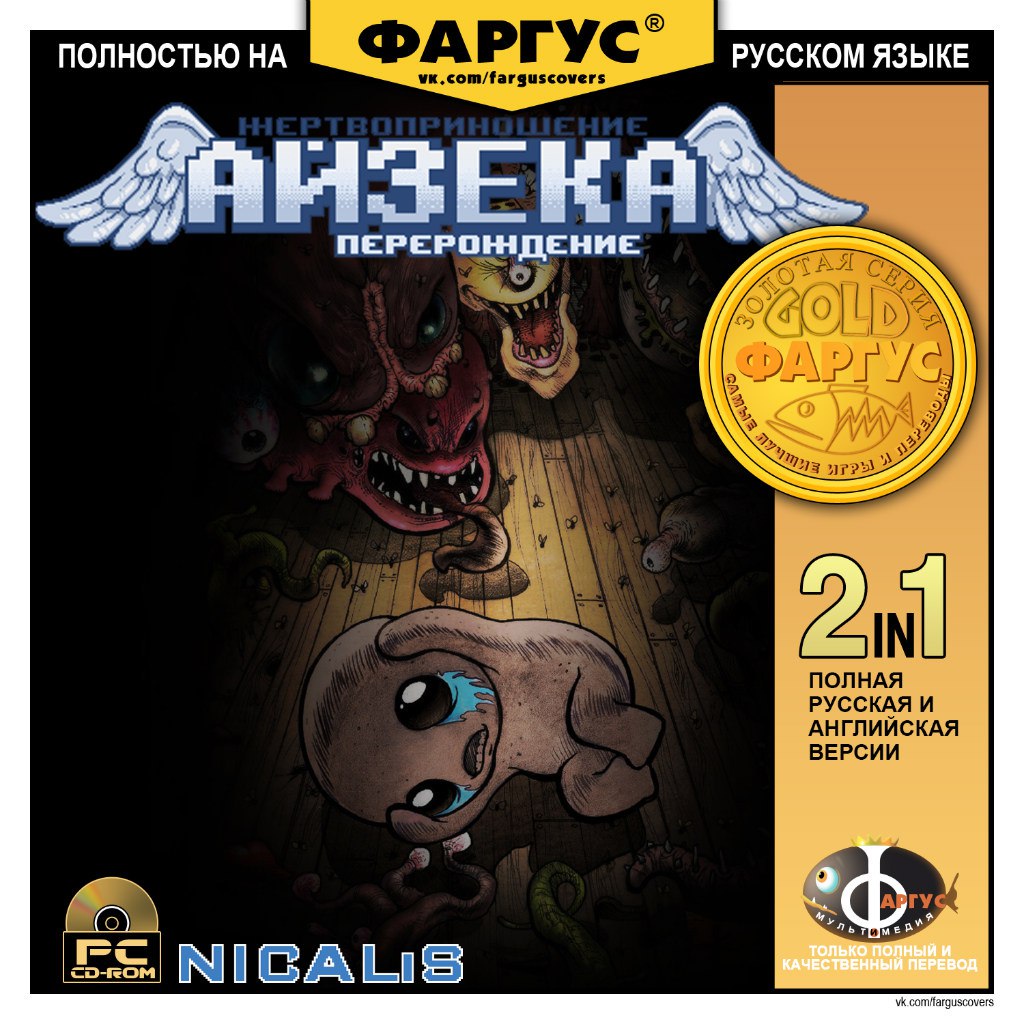 ФАРГУС®
vk.com/farguscovers
ПОЛНОСТЬЮ НА
РУССКОМ ЯЗЫКЕ
ЖЕРТВОПРИНОШЕНИЕ
АЙЗЕКА
ПЕРЕРОЖДЕНИЕ
ЗОЛОТАЯ СЕРИЯ
GOLD
ФАРГУС
САМЫЕ ЛУЧШИЕ ИГРЫ И ПЕРЕВОДЫ
2IN1
ПОЛНАЯ
РУССКАЯ И
АНГЛИЙСКАЯ
ВЕРСИИ
ФАРГУС
МУЛЬТИМЕДИЯ
ТОЛЬКО ПОЛНЫЙ И
КАЧЕСТВЕННЫЙ ПЕРЕВОД
PC
CD-ROM
NICALiS
vk.com/farguscovers